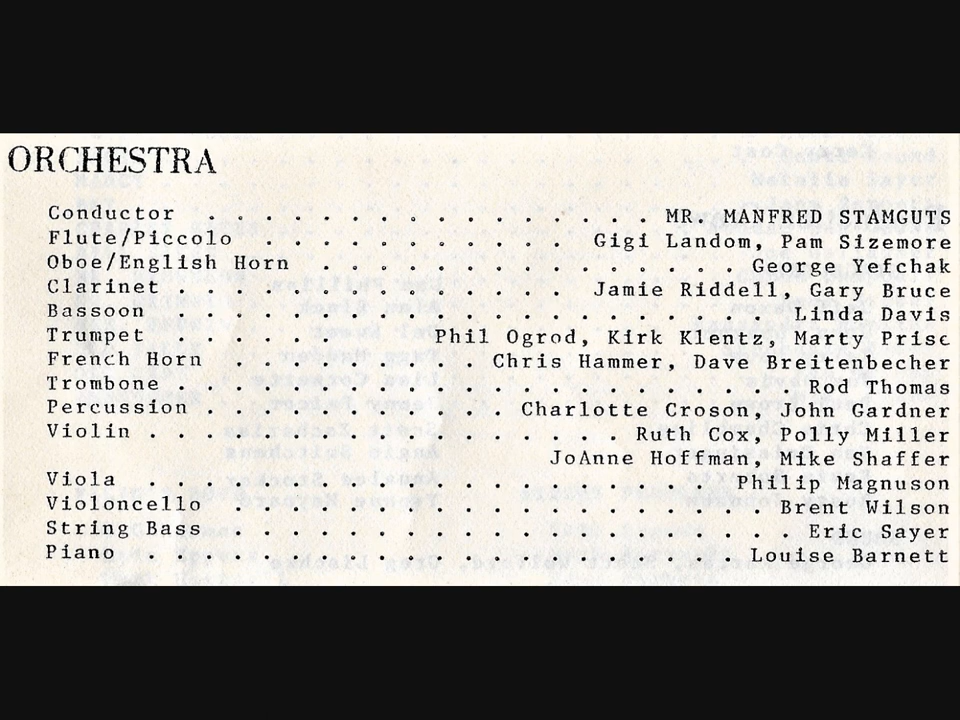 ORCHESTRA
Conductor . . . . . . . . . . . . . . . . MR. MANFRED STAMGUTS
Flute/Piccolo . . . . . . . . . . . . Gigi Landom, Pam Sizemore
Oboe/English Horn . . . . . . . . . . . . . . . George Yefchak
Clarinet . . . . . . . . . . . . . . Jamie Riddell, Gary Bruce
Bassoon . . . . . . . . . . . . . . . . . . . . . . Linda Davis
Trumpet . . . . . . . . . Phil Ogrod, Kirk Klentz, Marty Prisc
French Horn . . . . . . . . . Chris Hammer, Dave Breitenbecher
Trombone . . . . . . . . . . . . . . . . . . . . . . Rod Thomas
Percussion . . . . . . . . . . . Charlotte Croson, John Gardner
Violin . . . . . . . . . . . . . . . . . Ruth Cox, Polly Miller
JoAnne Hoffman, Mike Shaffer
Viola . . . . . . . . . . . . . . . . . . . . Philip Magnuson
Violoncello . . . . . . . . . . . . . . . . . . . Brent Wilson
String Bass . . . . . . . . . . . . . . . . . . . . Eric Sayer
Piano . . . . . . . . . . . . . . . . . . . . . Louise Barnett